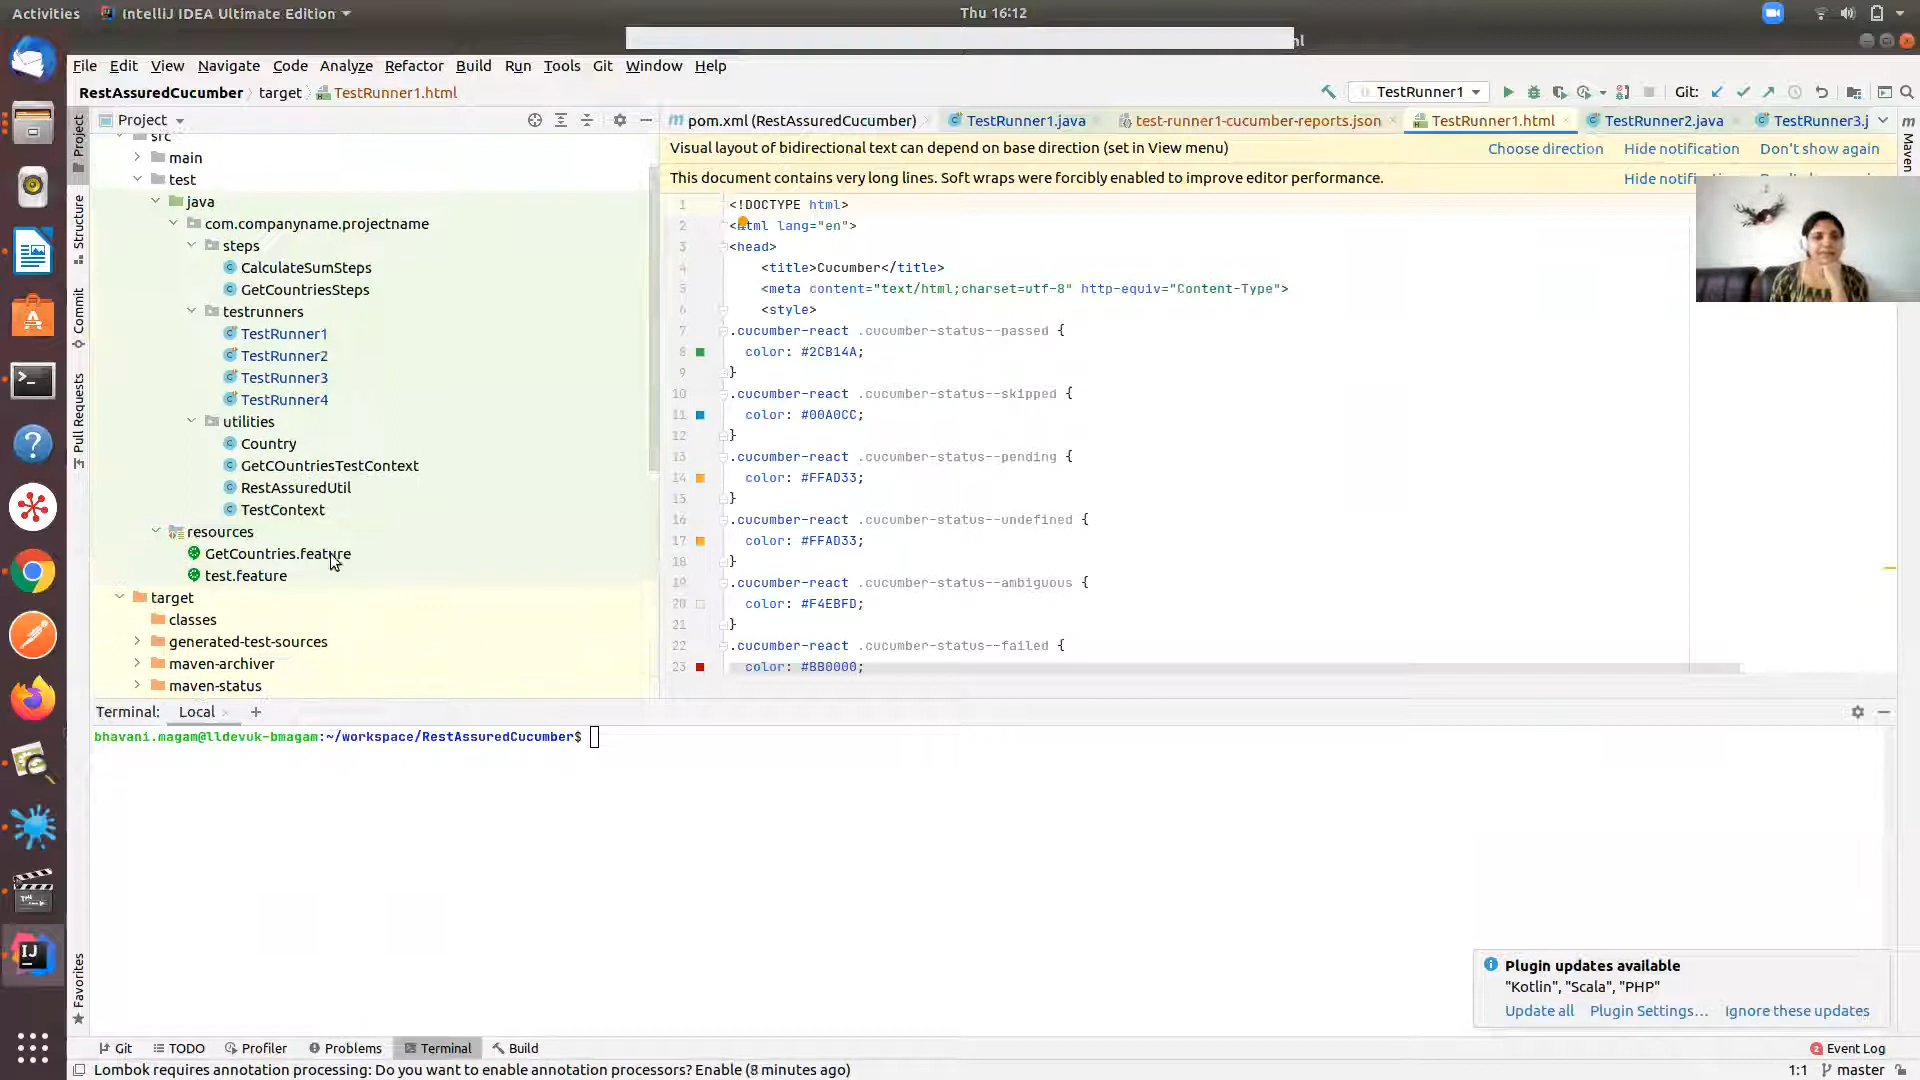 Activities
IntelliJ IDEA Ultimate Edition
Thu 16:12
File Edit View Navigate Code Analyze Refactor Build Run Tools Git Window Help
RestAssuredCucumber target TestRunner1.html
TestRunner1
Git:
Project
pom.xml (RestAssuredCucumber)
TestRunner1.java
test-runner1-cucumber-reports.json
TestRunner1.html
TestRunner2.java
TestRunner3.j
Project
Structure
Commit
Pull Requests
Favorites
Maven
src
main
test
java
com.companyname.projectname
steps
CalculateSumSteps
GetCountriesSteps
testrunners
TestRunner1
TestRunner2
TestRunner3
TestRunner4
utilities
Country
GetCOuntriesTestContext
RestAssuredUtil
TestContext
resources
GetCountries.feature
test.feature
target
classes
generated-test-sources
maven-archiver
maven-status
Visual layout of bidirectional text can depend on base direction (set in View menu)
Choose direction Hide notification Don't show again
This document contains very long lines. Soft wraps were forcibly enabled to improve editor performance.
1 <!DOCTYPE html>
2 <html lang="en">
3 <head>
4 <title>Cucumber</title>
5 <meta content="text/html;charset=utf-8" http-equiv="Content-Type">
6 <style>
7 .cucumber-react .cucumber-status--passed {
8 color: #2CB14A;
9 }
10 .cucumber-react .cucumber-status--skipped {
11 color: #00A0CC;
12 }
13 .cucumber-react .cucumber-status--pending {
14 color: #FFAD33;
15 }
16 .cucumber-react .cucumber-status--undefined {
17 color: #FFAD33;
18 }
19 .cucumber-react .cucumber-status--ambiguous {
20 color: #F4EBFD;
21 }
22 .cucumber-react .cucumber-status--failed {
23 color: #BB0000;
Terminal: Local
bhavani.magam@lldevuk-bmagam:~/workspace/RestAssuredCucumber$
Plugin updates available
"Kotlin", "Scala", "PHP"
Update all Plugin Settings... Ignore these updates
Git TODO Profiler Problems Terminal Build
2 Event Log
Lombok requires annotation processing: Do you want to enable annotation processors? Enable (8 minutes ago)
1:1 master